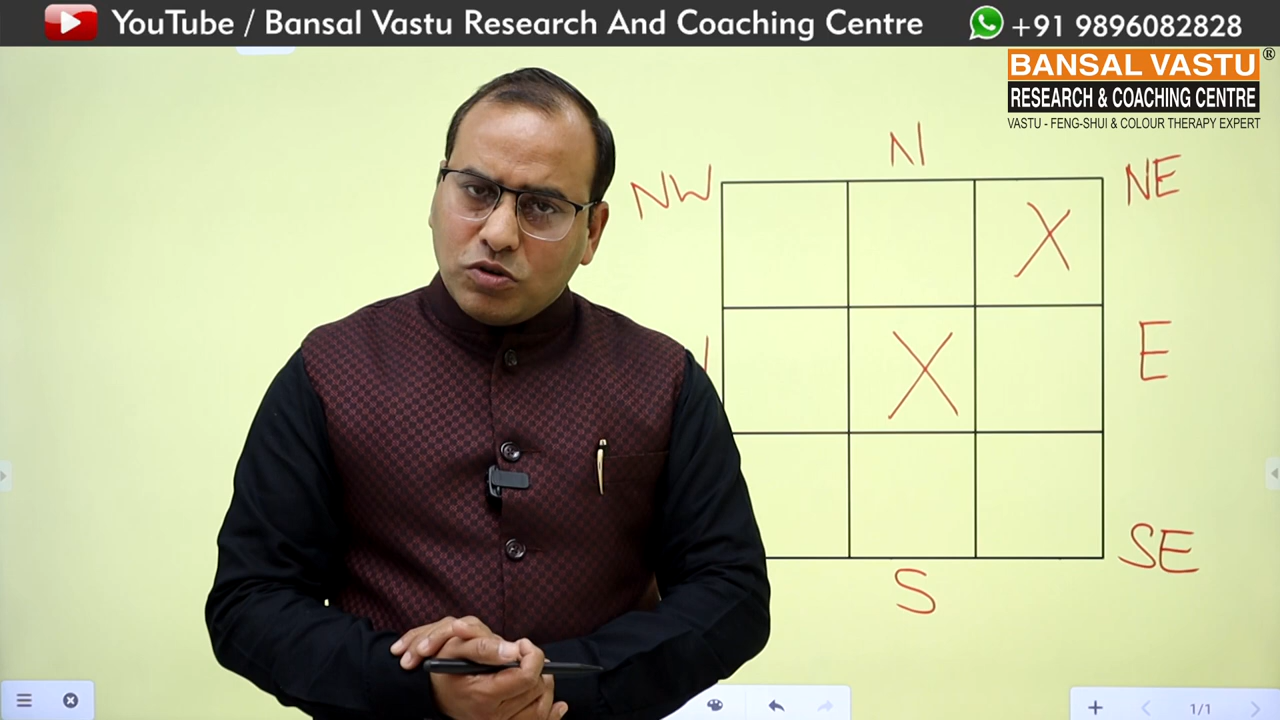 YouTube / Bansal Vastu Research And Coaching Centre
+91 9896082828
BANSAL VASTU®
RESEARCH & COACHING CENTRE
VASTU - FENG-SHUI & COLOUR THERAPY EXPERT
N
NW
NE
X
X
E
SE
S
1/1